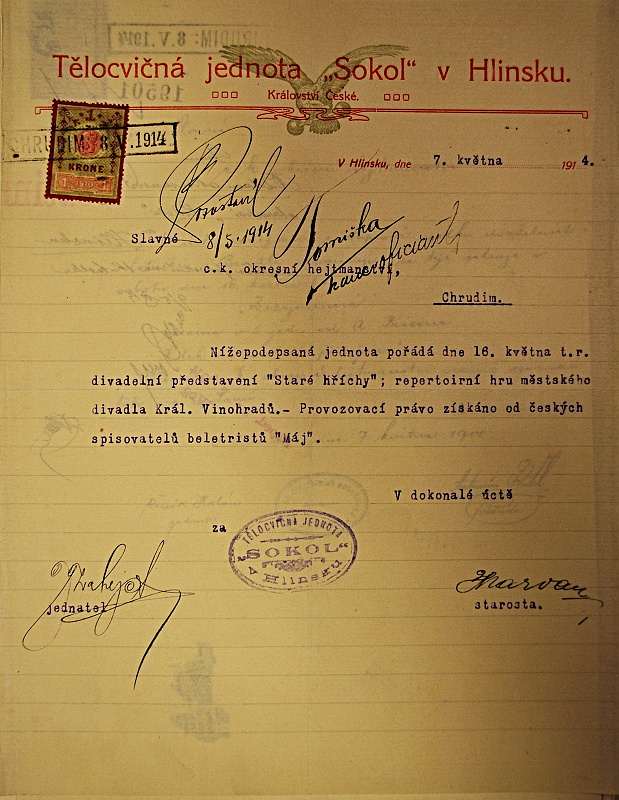 Tělocvičná jednota „Sokol" v Hlinsku.
Království České.
1
KRONE
CHRUDIM 8.V.1914
V Hlinsku, dne 7. května 1914.
8/5.1914
Slavné
c.k. okresní hejtmanství,
Chrudim.
Nížepodepsaná jednota pořádá dne 16. května t.r.
divadelní představení "Staré hříchy"; repertoirní hru městského
divadla Král. Vinohradů.- Provozovací právo získáno od českých
spisovatelů beletristů "Máj".
V dokonalé úctě
za
TĚLOCVIČNÁ JEDNOTA
„SOKOL"
v Hlinsku
jednatel
starosta.